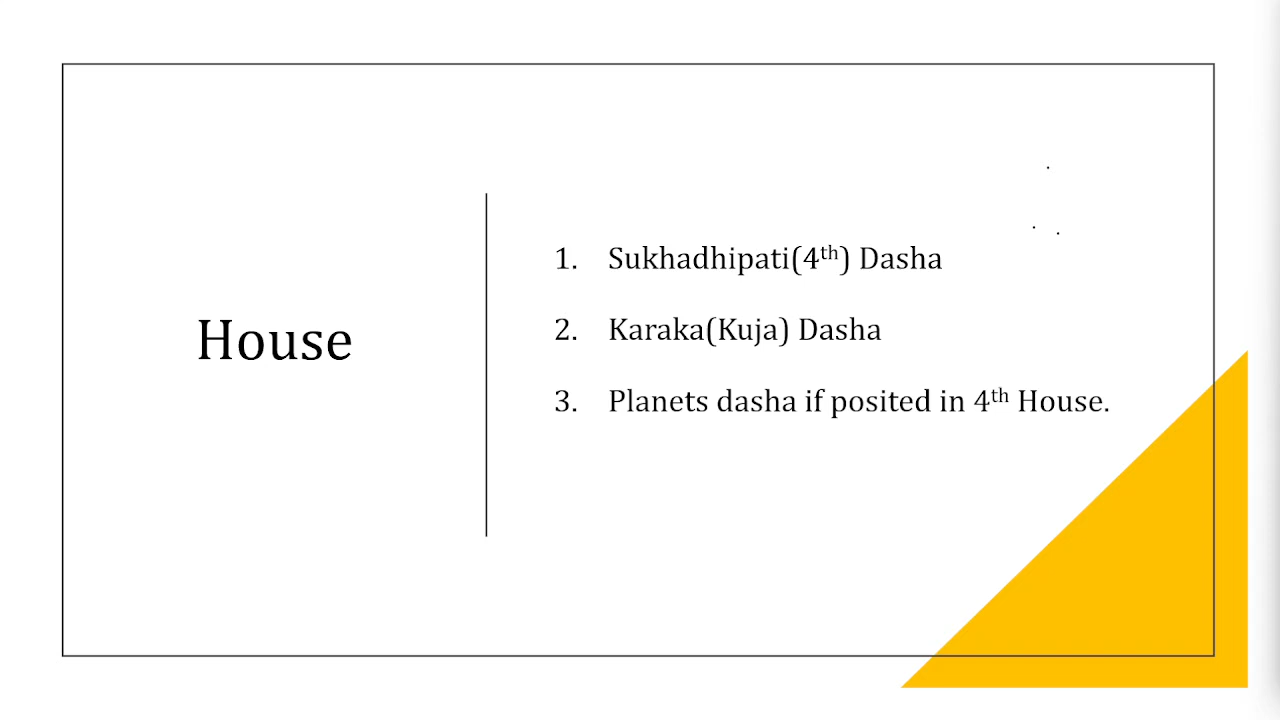 House
1. Sukhadhipati(4th) Dasha
2. Karaka(Kuja) Dasha
3. Planets dasha if posited in 4th House.